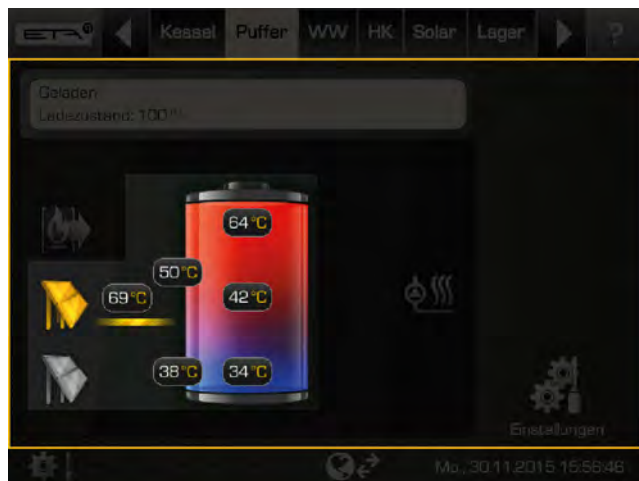 ETA
Kessel Puffer WW HK Solar Lager ?
Geladen
Ladezustand: 100%
64°C
50°C
69°C 42°C
38°C 34°C
Einstellungen
Mo., 30.11.2015 15:56:46